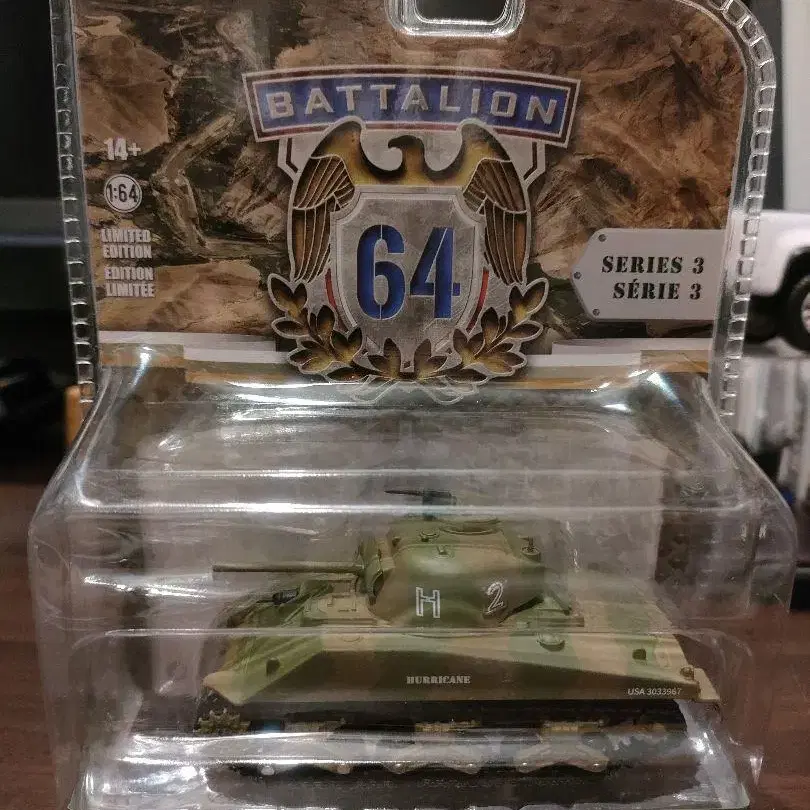 BATTALION
64
14+
1:64
LIMITED
EDITION
EDITION
LIMITÉE
SERIES 3
SÉRIE 3
H 2
HURRICANE
USA 3033967